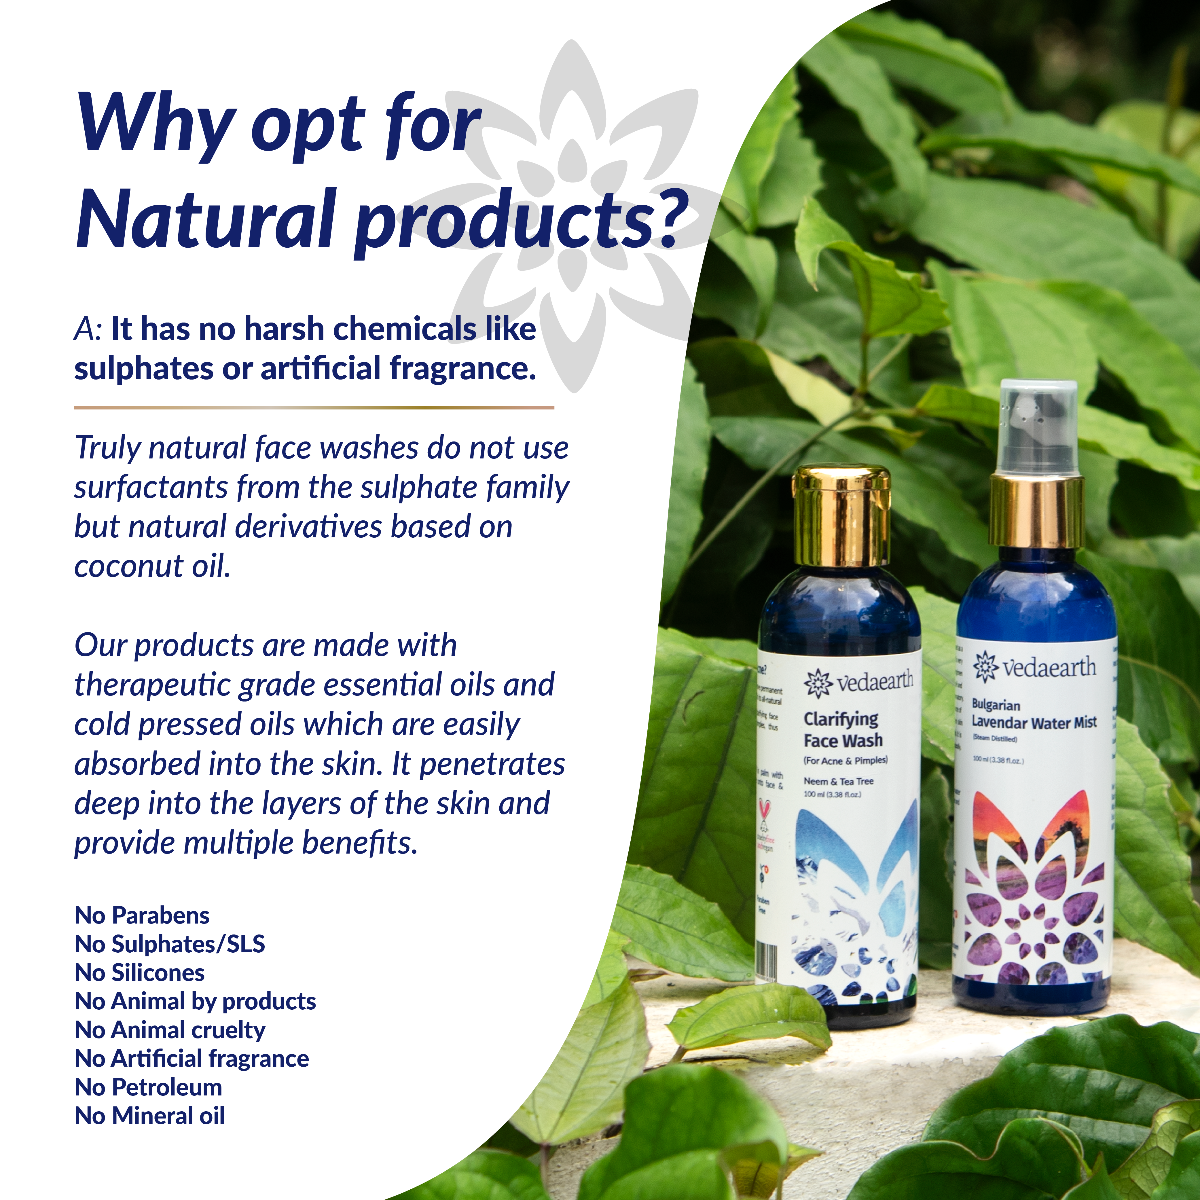 Why opt for
Natural products?
A: It has no harsh chemicals like
sulphates or artificial fragrance.
Truly natural face washes do not use
surfactants from the sulphate family
but natural derivatives based on
coconut oil.
Our products are made with
therapeutic grade essential oils and
cold pressed oils which are easily
absorbed into the skin. It penetrates
deep into the layers of the skin and
provide multiple benefits.
No Parabens
No Sulphates/SLS
No Silicones
No Animal by products
No Animal cruelty
No Artificial fragrance
No Petroleum
No Mineral oil
vedaearth
Clarifying
Face Wash
(For Acne & Pimples)
Neem & Tea Tree
100 ml (3.38 fl.oz.)
vedaearth
Bulgarian
Lavendar Water Mist
(Steam Distilled)
100 ml (3.38 fl.oz.)